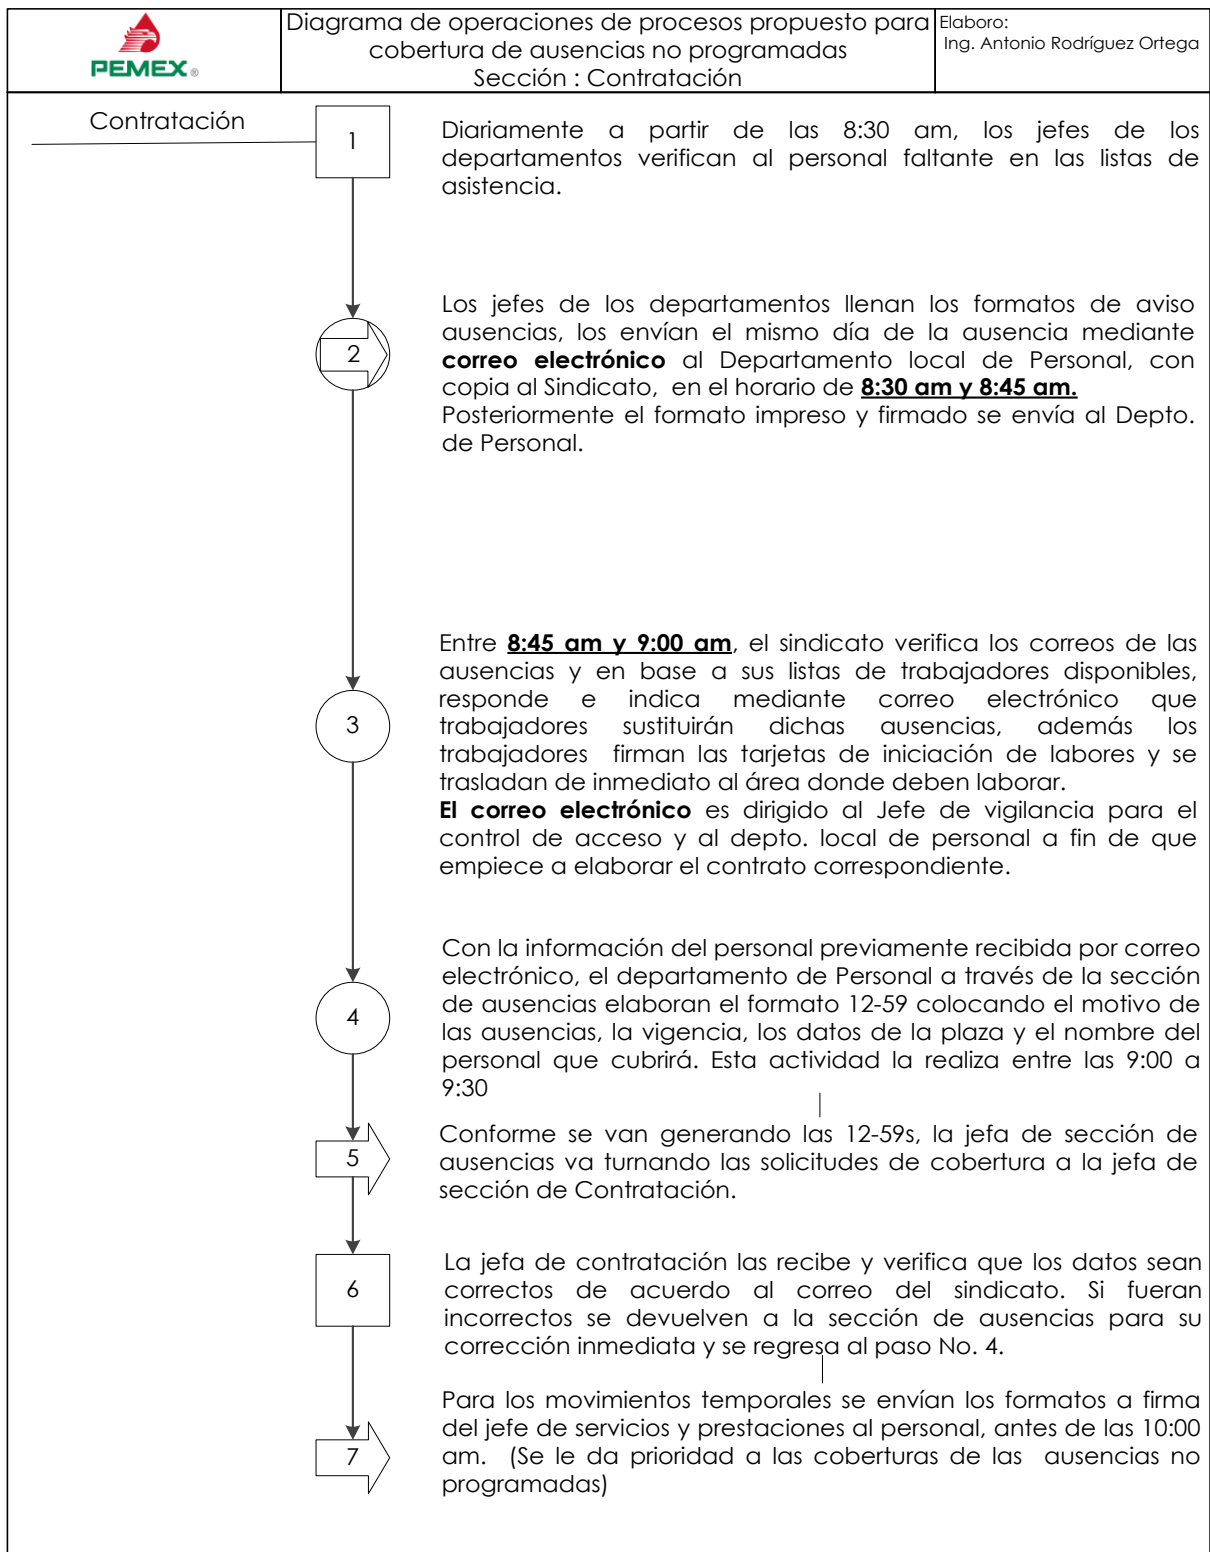 PEMEX®
Diagrama de operaciones de procesos propuesto para
cobertura de ausencias no programadas
Sección : Contratación
Elaboro:
Ing. Antonio Rodríguez Ortega
Contratación
1
Diariamente a partir de las 8:30 am, los jefes de los
departamentos verifican al personal faltante en las listas de
asistencia.
2
Los jefes de los departamentos llenan los formatos de aviso
ausencias, los envían el mismo día de la ausencia mediante
correo electrónico al Departamento local de Personal, con
copia al Sindicato, en el horario de 8:30 am y 8:45 am.
Posteriormente el formato impreso y firmado se envía al Depto.
de Personal.
3
Entre 8:45 am y 9:00 am, el sindicato verifica los correos de las
ausencias y en base a sus listas de trabajadores disponibles,
responde e indica mediante correo electrónico que
trabajadores sustituirán dichas ausencias, además los
trabajadores firman las tarjetas de iniciación de labores y se
trasladan de inmediato al área donde deben laborar.
El correo electrónico es dirigido al Jefe de vigilancia para el
control de acceso y al depto. local de personal a fin de que
empiece a elaborar el contrato correspondiente.
4
Con la información del personal previamente recibida por correo
electrónico, el departamento de Personal a través de la sección
de ausencias elaboran el formato 12-59 colocando el motivo de
las ausencias, la vigencia, los datos de la plaza y el nombre del
personal que cubrirá. Esta actividad la realiza entre las 9:00 a
9:30
5
Conforme se van generando las 12-59s, la jefa de sección de
ausencias va turnando las solicitudes de cobertura a la jefa de
sección de Contratación.
6
La jefa de contratación las recibe y verifica que los datos sean
correctos de acuerdo al correo del sindicato. Si fueran
incorrectos se devuelven a la sección de ausencias para su
corrección inmediata y se regresa al paso No. 4.
7
Para los movimientos temporales se envían los formatos a firma
del jefe de servicios y prestaciones al personal, antes de las 10:00
am. (Se le da prioridad a las coberturas de las ausencias no
programadas)